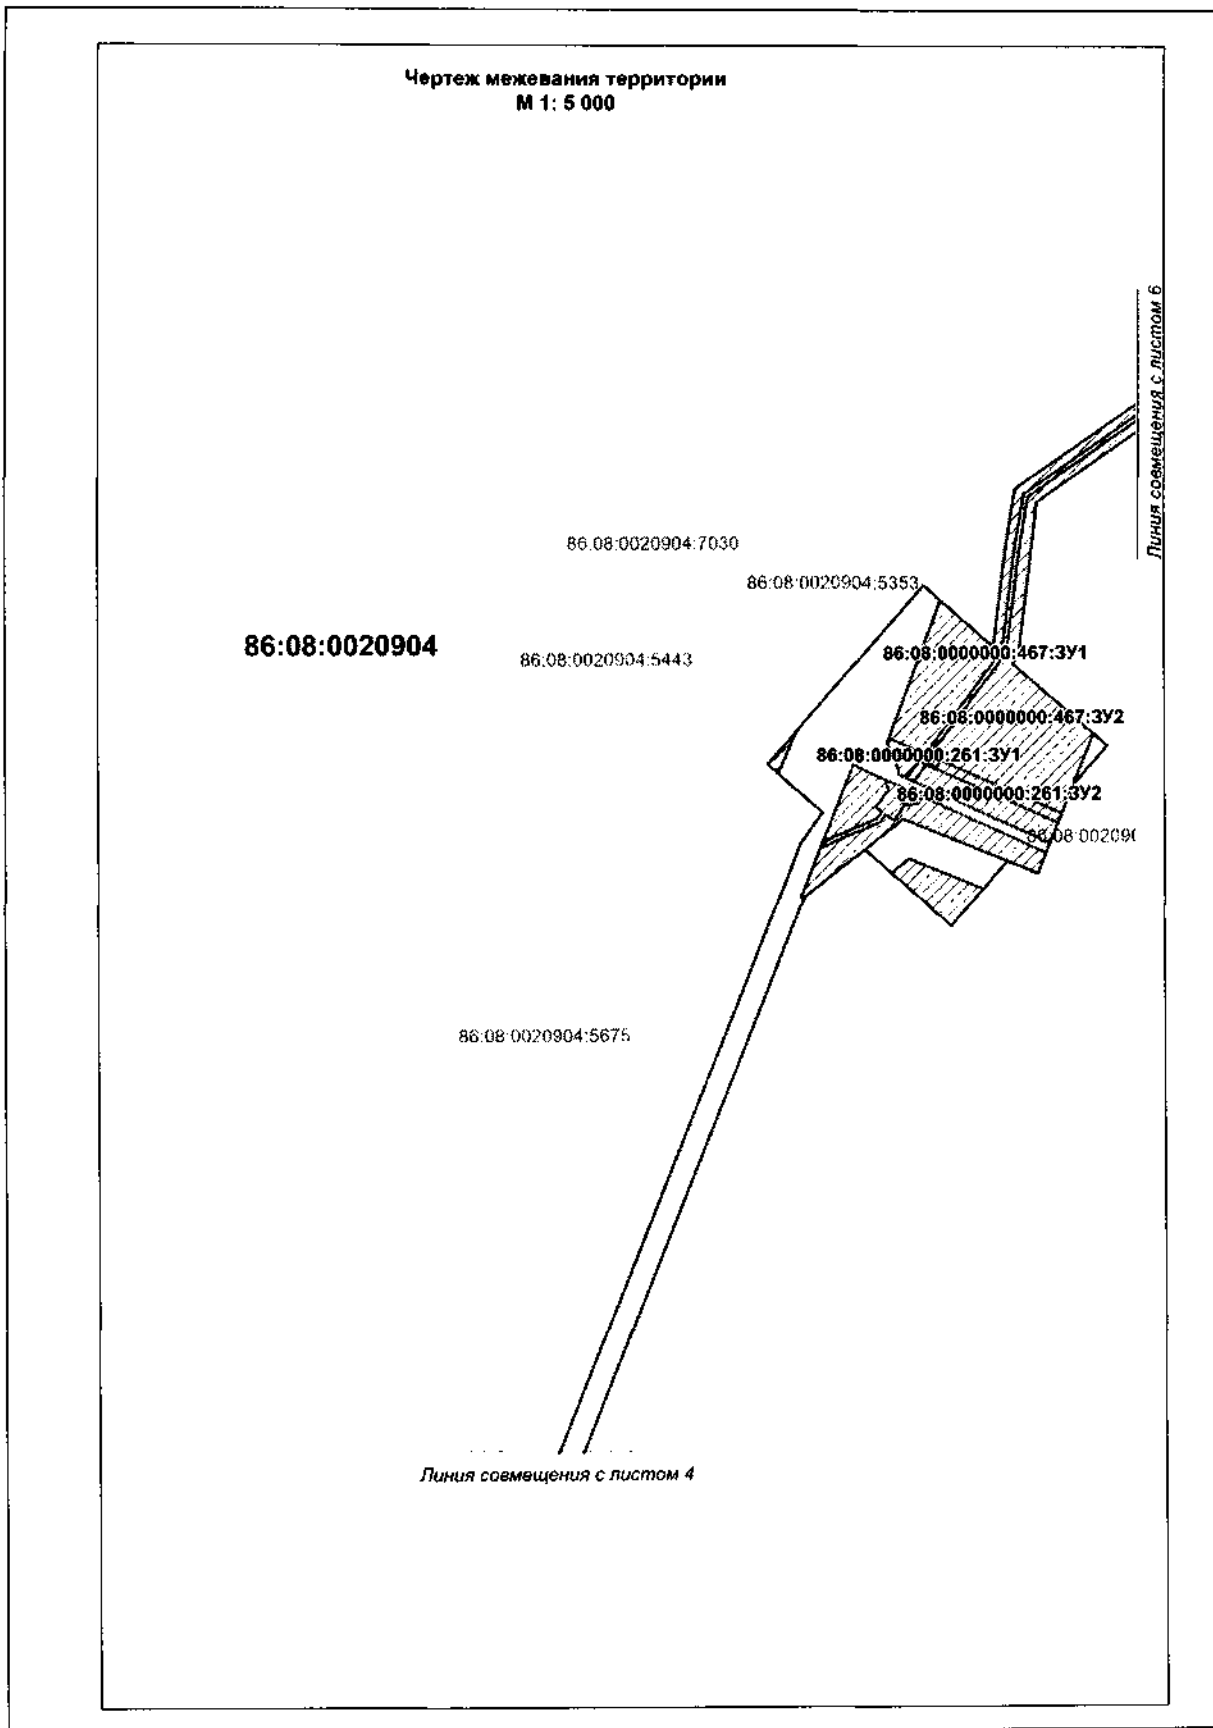 Чертеж межевания территории
М 1: 5 000
Линия совмещения с листом 6
86:08:0020904:7030
86:08:0020904:5353
86:08:0020904
86:08:0020904:5443
86:08:0000000:467:ЗУ1
86:08:0000000:467:ЗУ2
86:08:0000000:261:ЗУ1
86:08:0000000:261:ЗУ2
86:08:002090
86:08:0020904:5675
Линия совмещения с листом 4